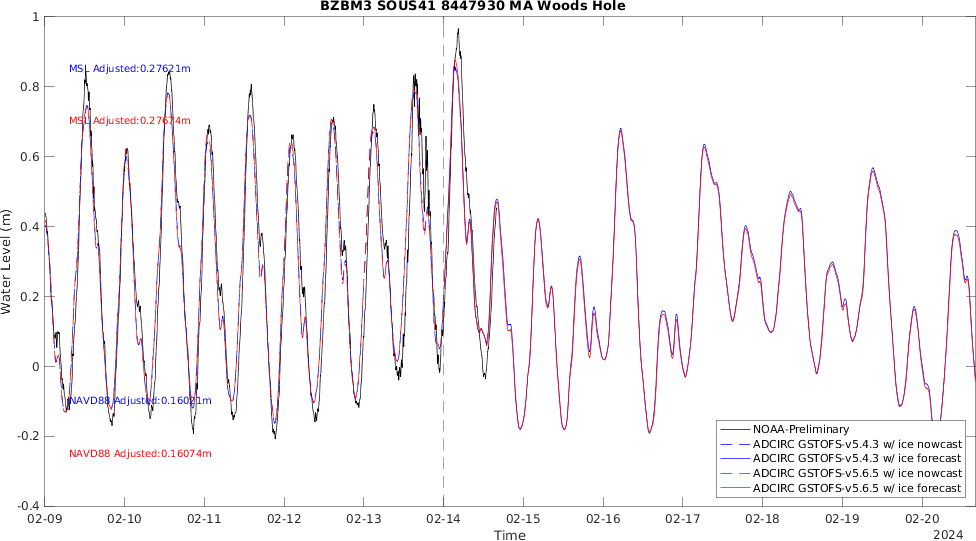 BZBM3 SOUS41 8447930 MA Woods Hole
1
0.8
0.6
0.4
0.2
0
-0.2
-0.4
Water Level (m)
MSL Adjusted:0.27621m
MSL Adjusted:0.27674m
NAVD88 Adjusted:0.16021m
NAVD88 Adjusted:0.16074m
NOAA-Preliminary
ADCIRC GSTOFS-v5.4.3 w/ ice nowcast
ADCIRC GSTOFS-v5.4.3 w/ ice forecast
ADCIRC GSTOFS-v5.6.5 w/ ice nowcast
ADCIRC GSTOFS-v5.6.5 w/ ice forecast
02-09 02-10 02-11 02-12 02-13 02-14 02-15 02-16 02-17 02-18 02-19 02-20
Time
2024